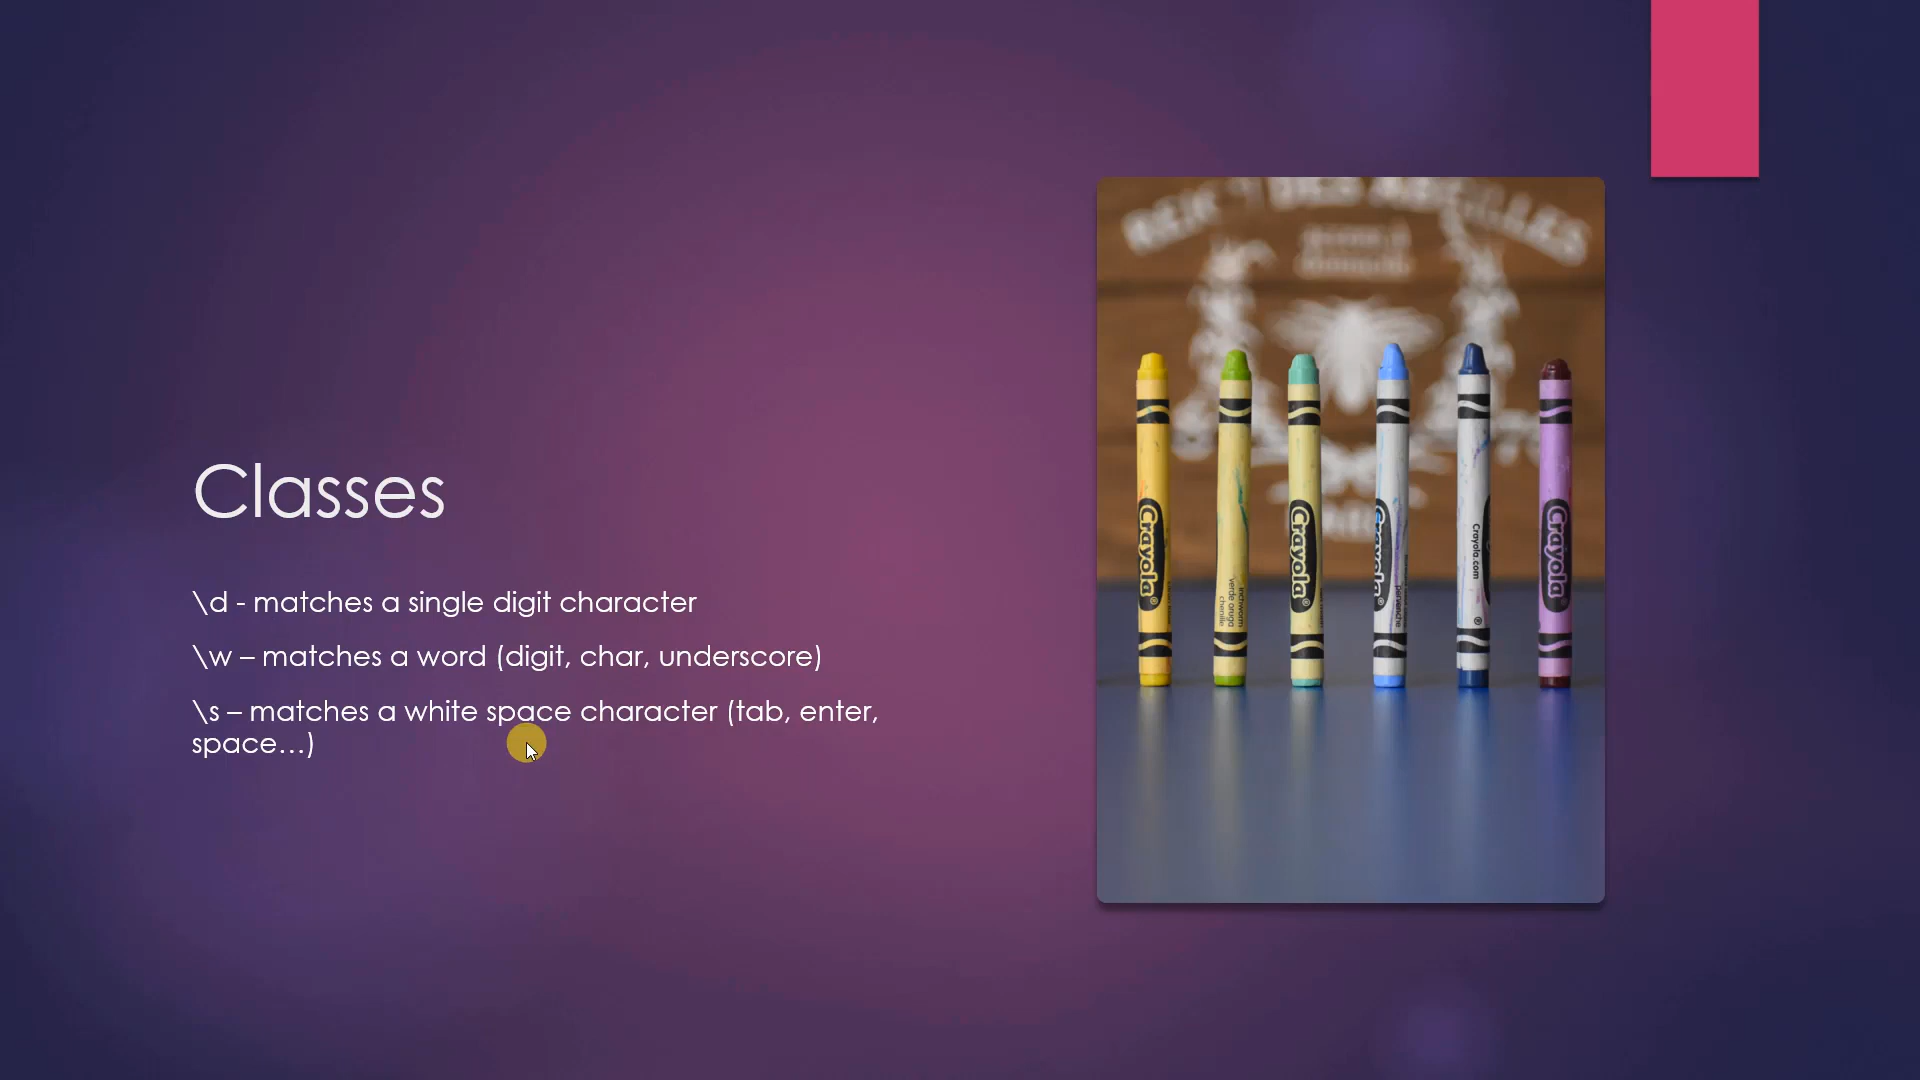 Classes
\d - matches a single digit character
\w – matches a word (digit, char, underscore)
\s – matches a white space character (tab, enter,
space...)
Crayola
Crayola
Crayola
Crayola.com
Crayola